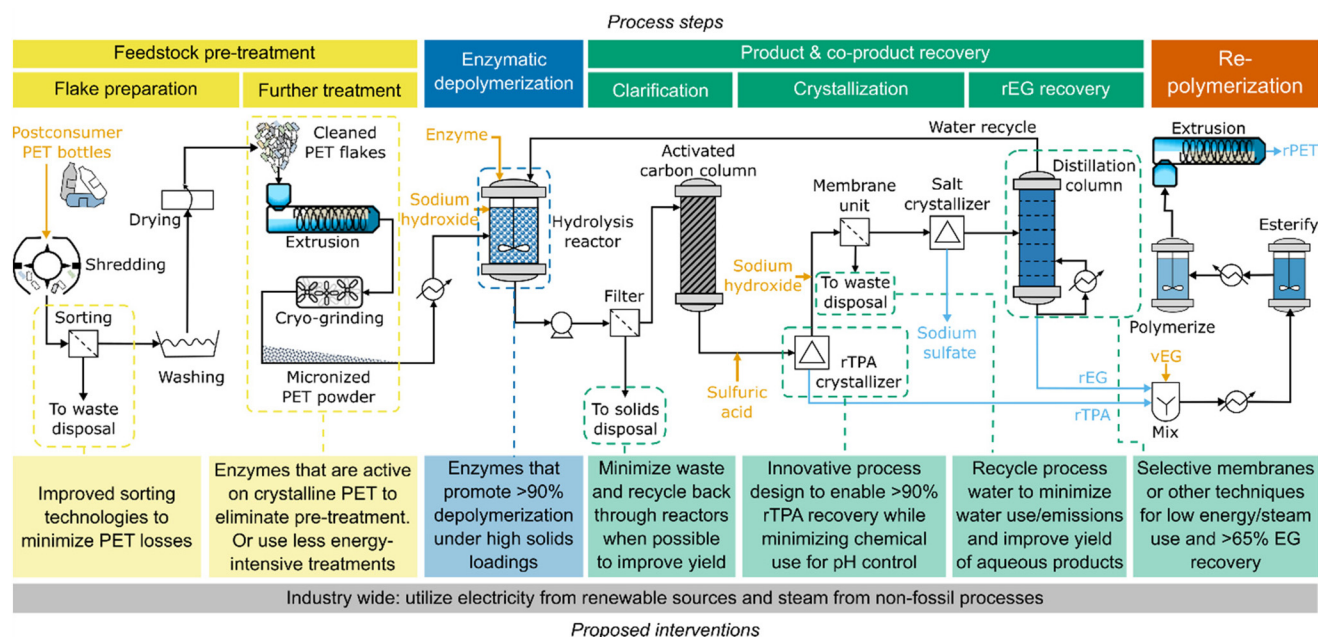 Process steps
Feedstock pre-treatment
Flake preparation
Further treatment
Enzymatic
depolymerization
Product & co-product recovery
Clarification
Crystallization
rEG recovery
Re-
polymerization
Postconsumer
PET bottles
Shredding
Sorting
To waste
disposal
Washing
Drying
Cleaned
PET flakes
Extrusion
Cryo-grinding
Micronized
PET powder
Enzyme
Sodium
hydroxide
Hydrolysis
reactor
Water recycle
Filter
To solids
disposal
Activated
carbon column
Sulfuric
acid
rTPA
crystallizer
Sodium
hydroxide
Membrane
unit
To waste
disposal
Salt
crystallizer
Sodium
sulfate
Distillation
column
rEG
rTPA
vEG
Mix
Esterify
Polymerize
Extrusion
rPET
Improved sorting
technologies to
minimize PET losses
Enzymes that are active
on crystalline PET to
eliminate pre-treatment.
Or use less energy-
intensive treatments
Enzymes that
promote >90%
depolymerization
under high solids
loadings
Minimize waste
and recycle back
through reactors
when possible
to improve yield
Innovative process
design to enable >90%
rTPA recovery while
minimizing chemical
use for pH control
Recycle process
water to minimize
water use/emissions
and improve yield
of aqueous products
Selective membranes
or other techniques
for low energy/steam
use and >65% EG
recovery
Industry wide: utilize electricity from renewable sources and steam from non-fossil processes
Proposed interventions